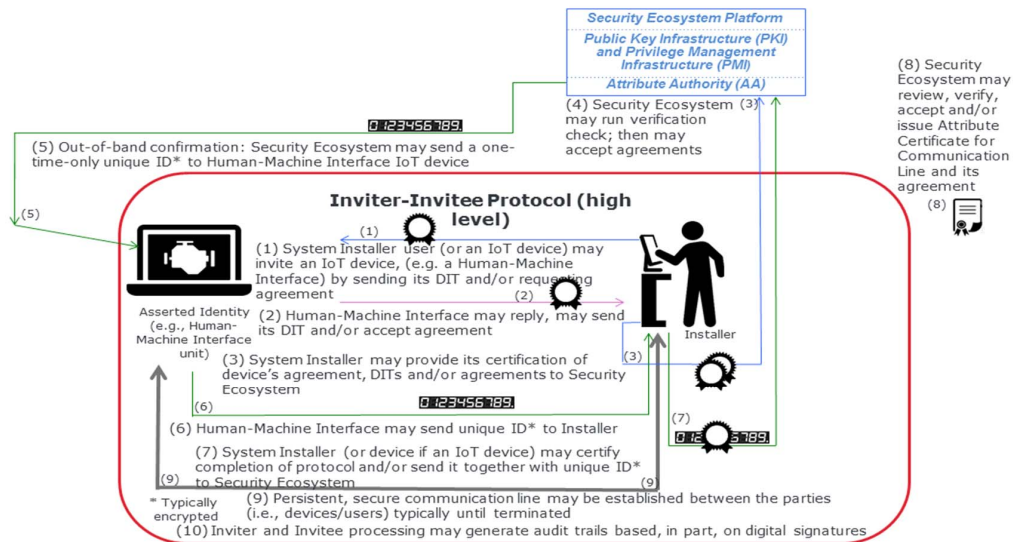 Security Ecosystem Platform
Public Key Infrastructure (PKI)
and Privilege Management
Infrastructure (PMI)
Attribute Authority (AA)
(4) Security Ecosystem
may run verification
check; then may
accept agreements
(3)
(8) Security
Ecosystem may
review, verify,
accept and/or
issue Attribute
Certificate for
Communication
Line and its
agreement
(8)
0123456789.
(5) Out-of-band confirmation: Security Ecosystem may send a one-
time-only unique ID* to Human-Machine Interface IoT device
(5)
Inviter-Invitee Protocol (high
level)
(1)
(1) System Installer user (or an IoT device) may
invite an IoT device, (e.g. a Human-Machine
Interface) by sending its DIT and/or requesting
agreement
(2)
(2) Human-Machine Interface may reply, may send
its DIT and/or accept agreement
Asserted Identity
(e.g., Human-
Machine Interface
unit)
Installer
(3)
(3) System Installer may provide its certification of
device's agreement, DITs and/or agreements to Security
Ecosystem
0123456789.
(6)
(6) Human-Machine Interface may send unique ID* to Installer
(7)
012 789.
(7) System Installer (or device if an IoT device) may certify
completion of protocol and/or send it together with unique ID*
to Security Ecosystem
(9)
(9)
* Typically
encrypted
(9) Persistent, secure communication line may be established between the parties
(i.e., devices/users) typically until terminated
(10) Inviter and Invitee processing may generate audit trails based, in part, on digital signatures